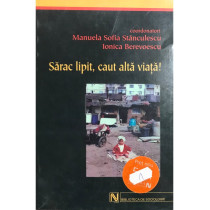 coordonatori
Manuela Sofia Stănculescu
Ionica Berevoescu
Sărac lipit, caut altă viață!
N